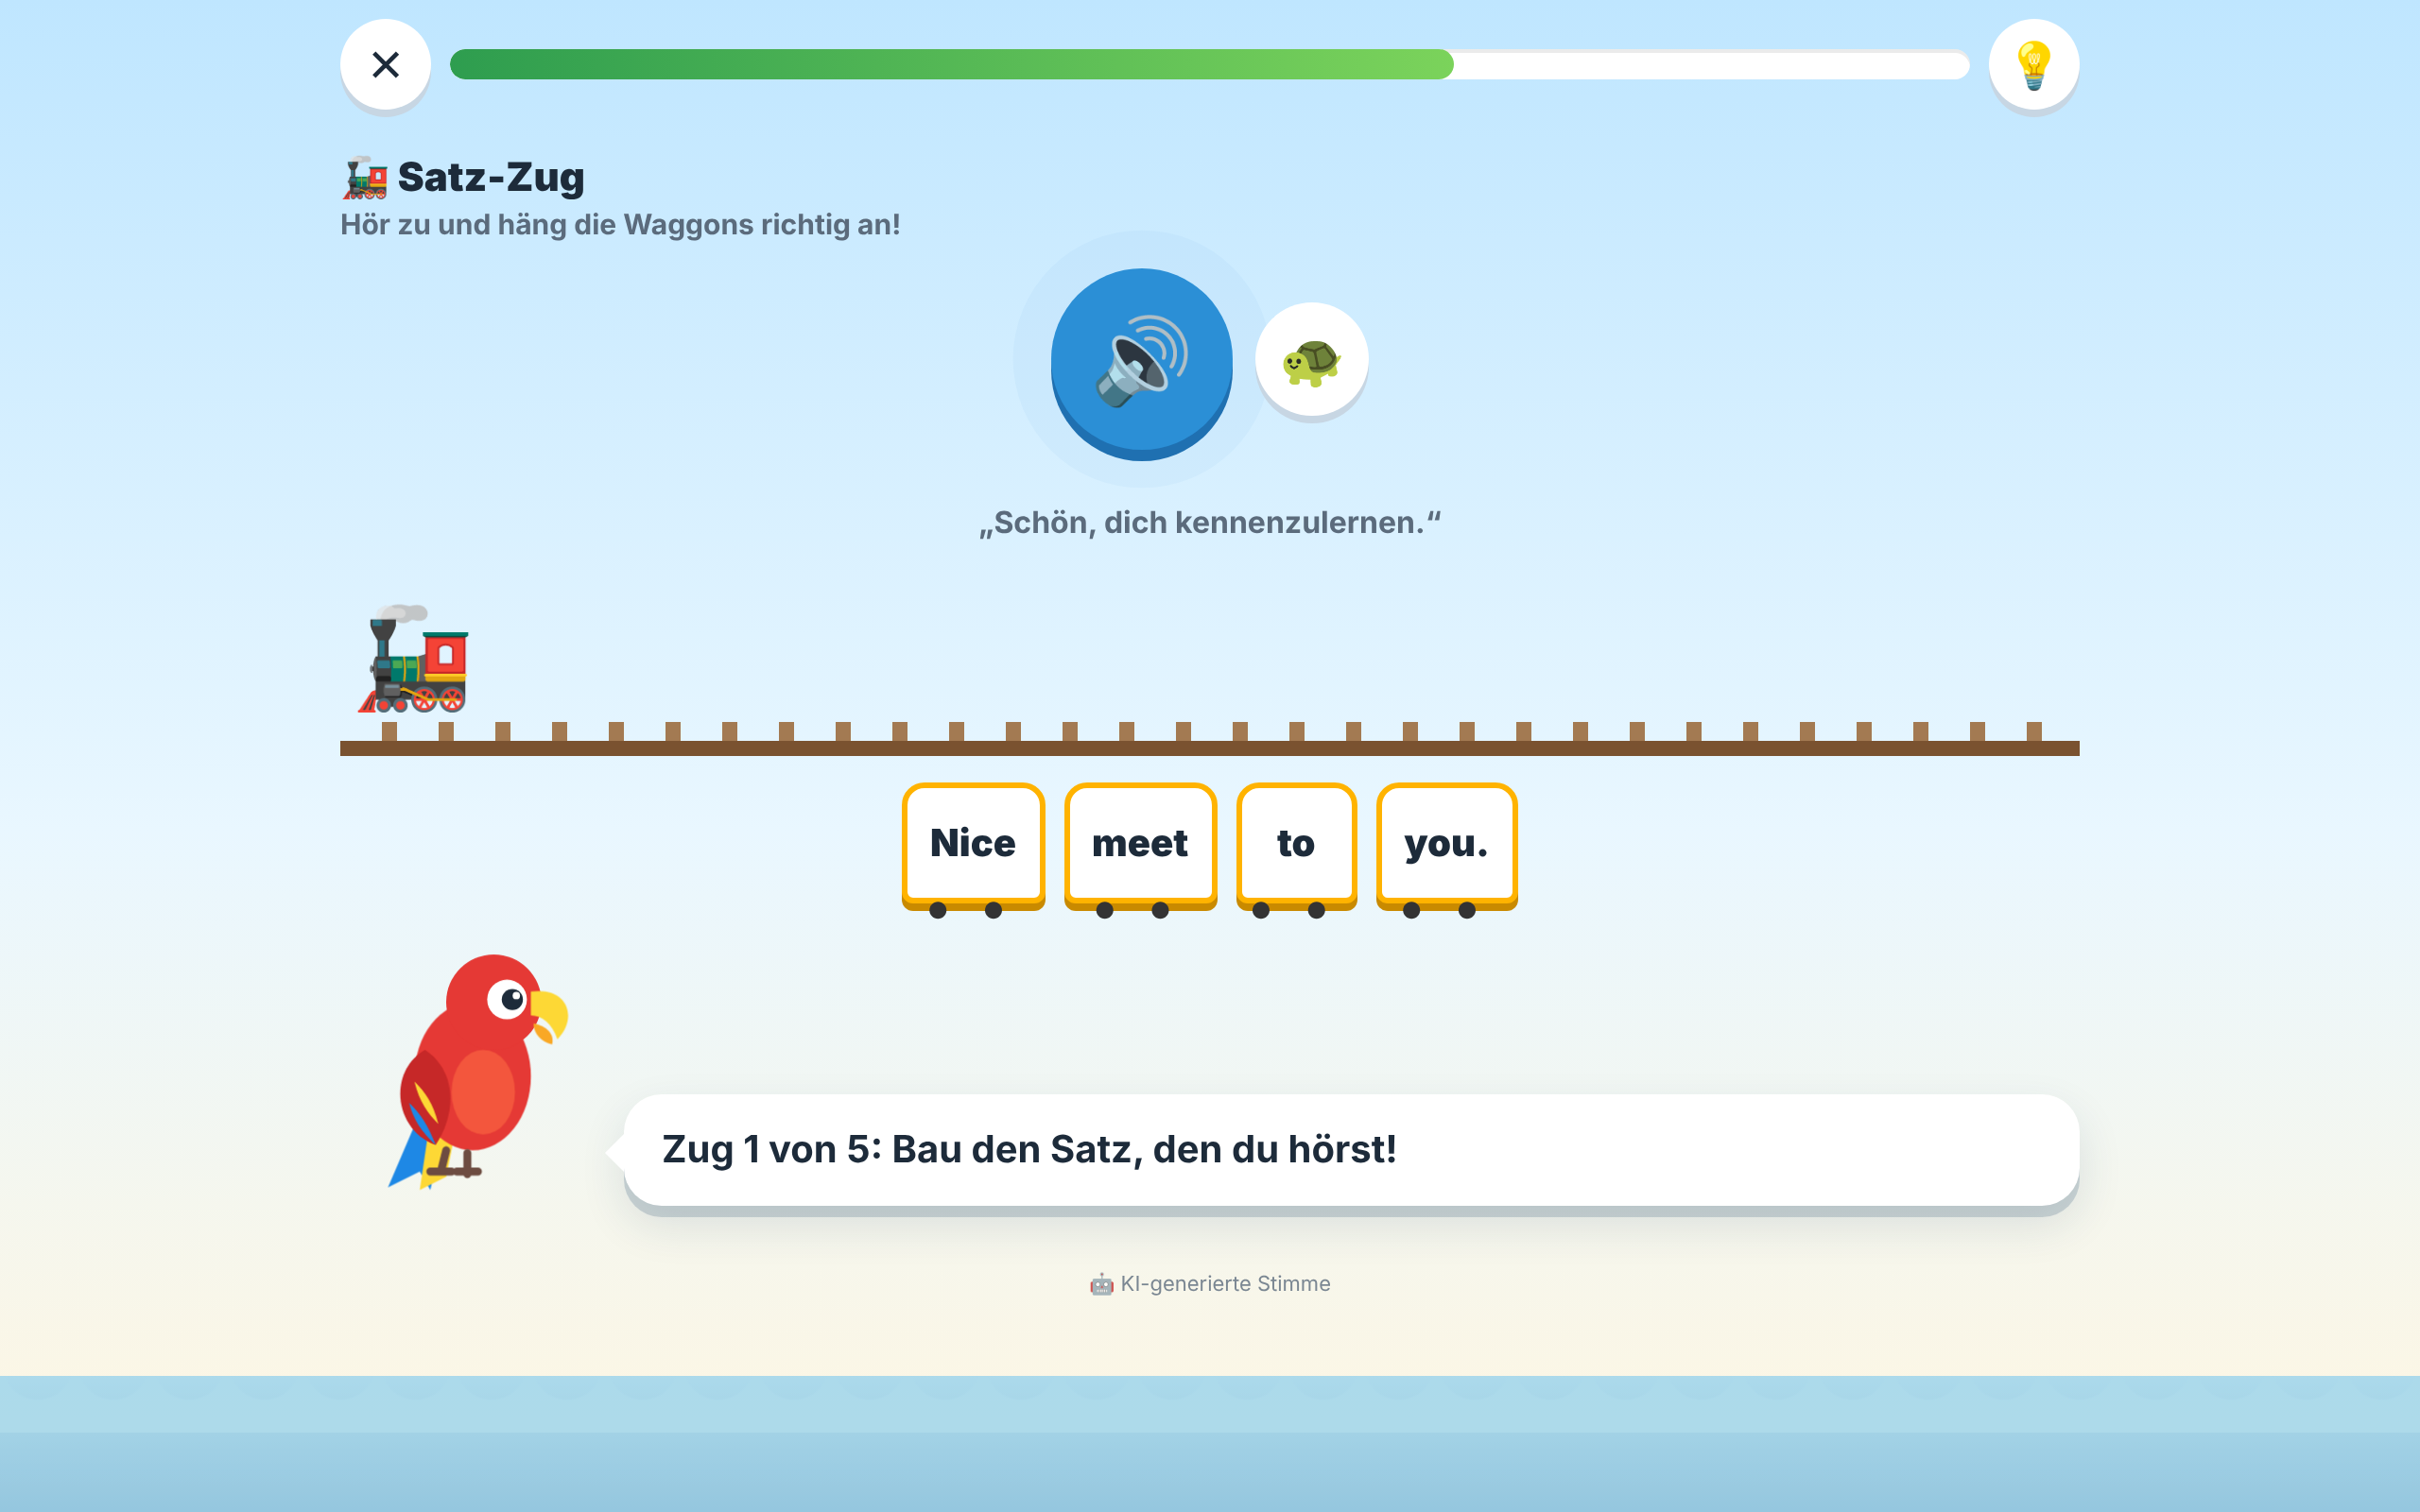 Satz-Zug
Hör zu und häng die Waggons richtig an!
„Schön, dich kennenzulernen.“
Nice meet to you.
Zug 1 von 5: Bau den Satz, den du hörst!
KI-generierte Stimme